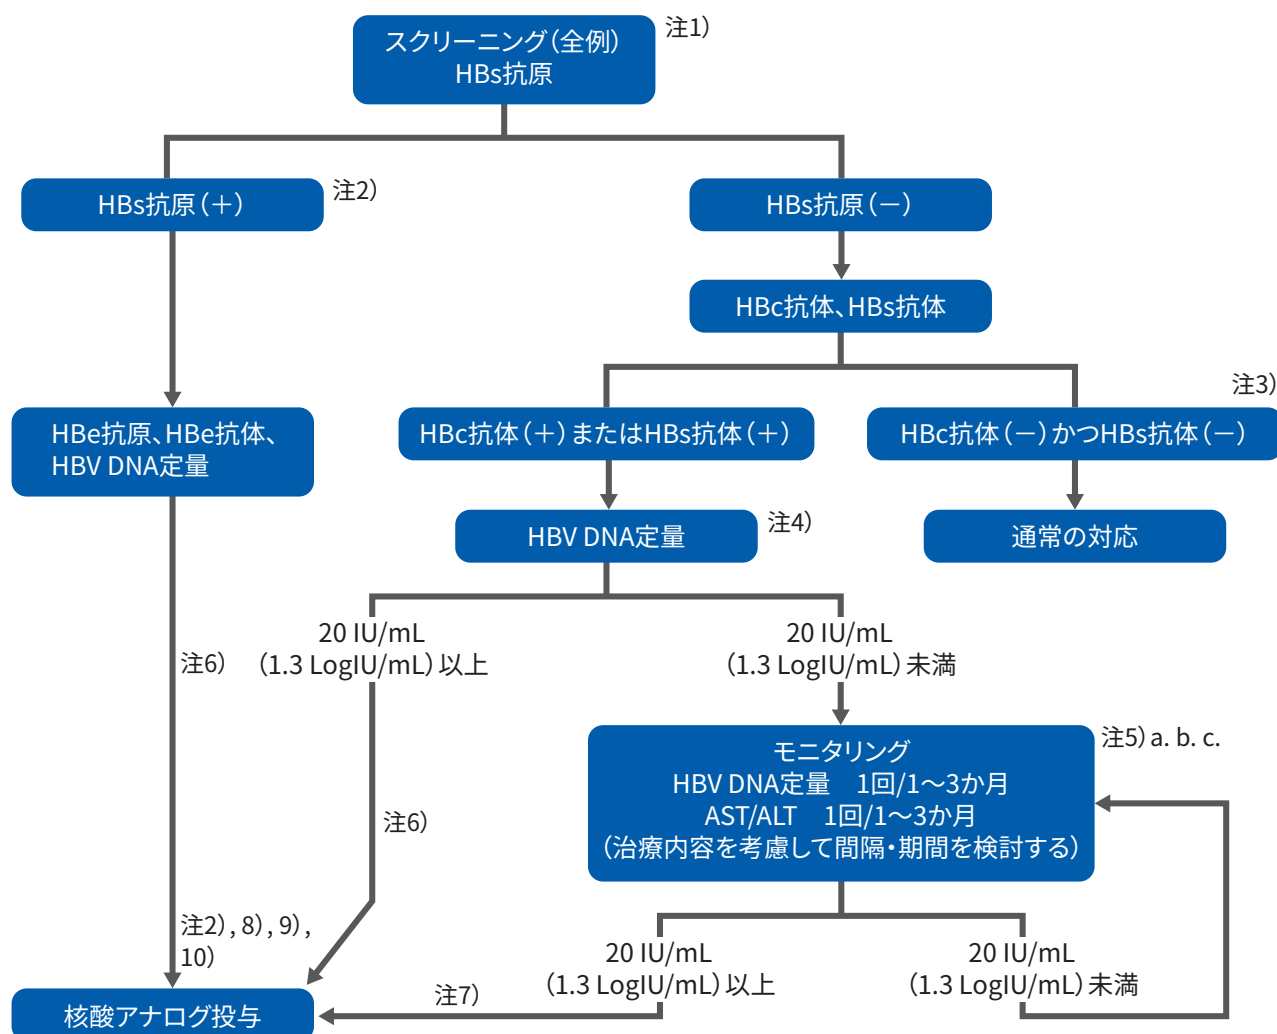 スクリーニング（全例）
HBs抗原
注1）
HBs抗原（＋）
注2）
HBs抗原（－）
HBc抗体、HBs抗体
注3）
HBe抗原、HBe抗体、
HBV DNA定量
HBc抗体（＋）またはHBs抗体（＋）
HBc抗体（－）かつHBs抗体（－）
HBV DNA定量
注4）
通常の対応
注6）
20 IU/mL
（1.3 LogIU/mL）以上
20 IU/mL
（1.3 LogIU/mL）未満
モニタリング
HBV DNA定量　1回/1～3か月
AST/ALT　1回/1～3か月
（治療内容を考慮して間隔・期間を検討する）
注5）a. b. c.
注6）
注2）, 8）, 9）,
10）
20 IU/mL
（1.3 LogIU/mL）以上
20 IU/mL
（1.3 LogIU/mL）未満
注7）
核酸アナログ投与